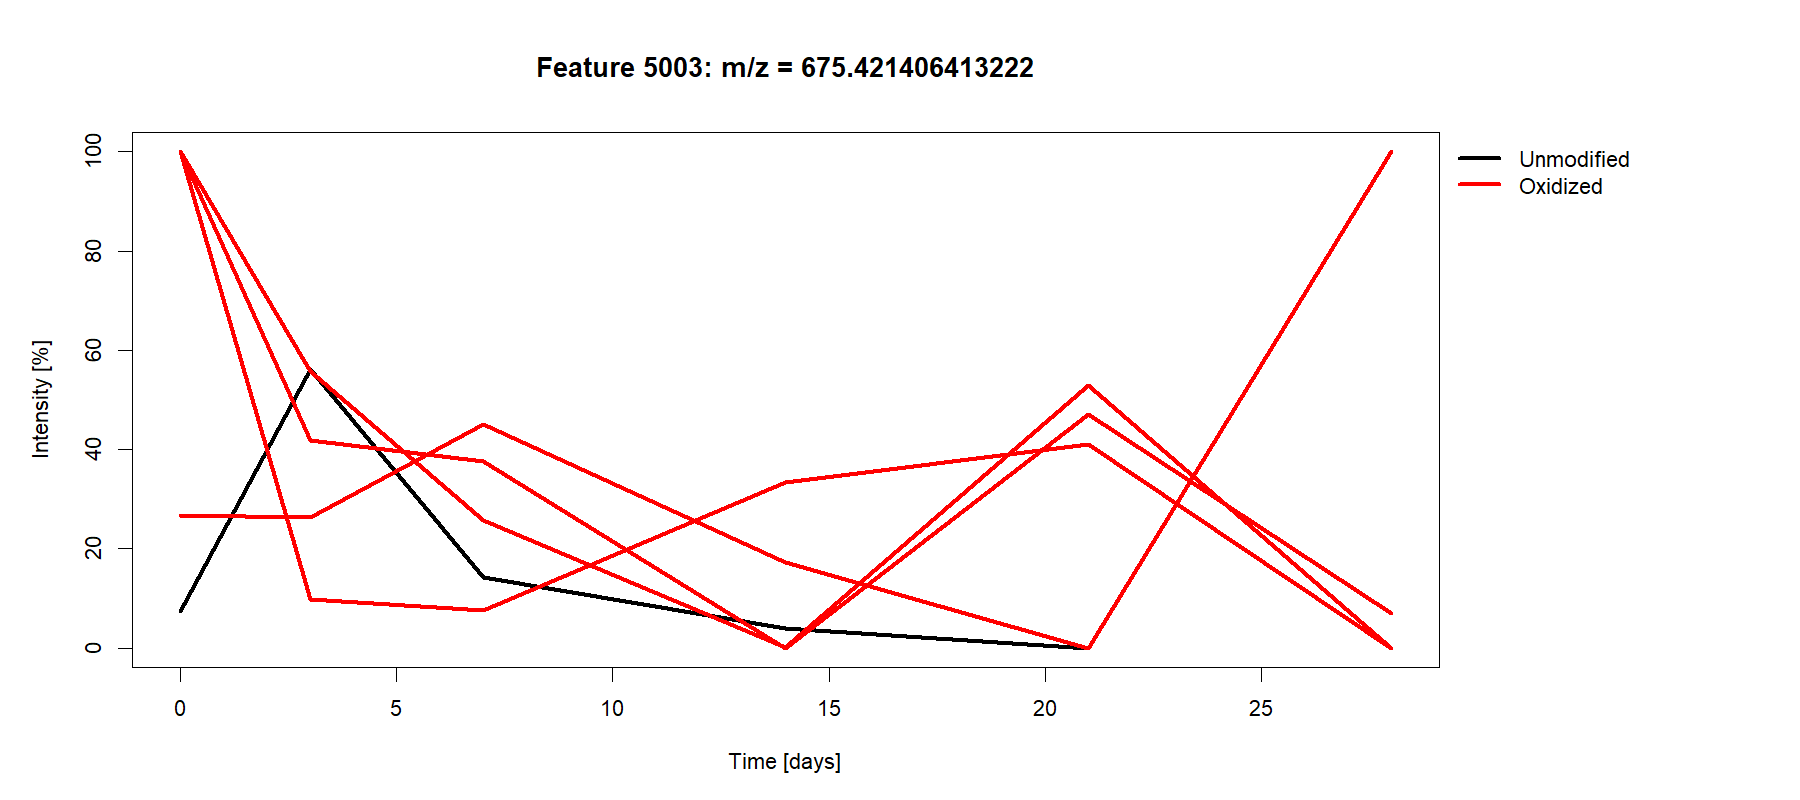 Feature 5003: m/z = 675.421406413222
Unmodified
Oxidized
Intensity [%]
100
80
60
40
20
0
0 5 10 15 20 25
Time [days]